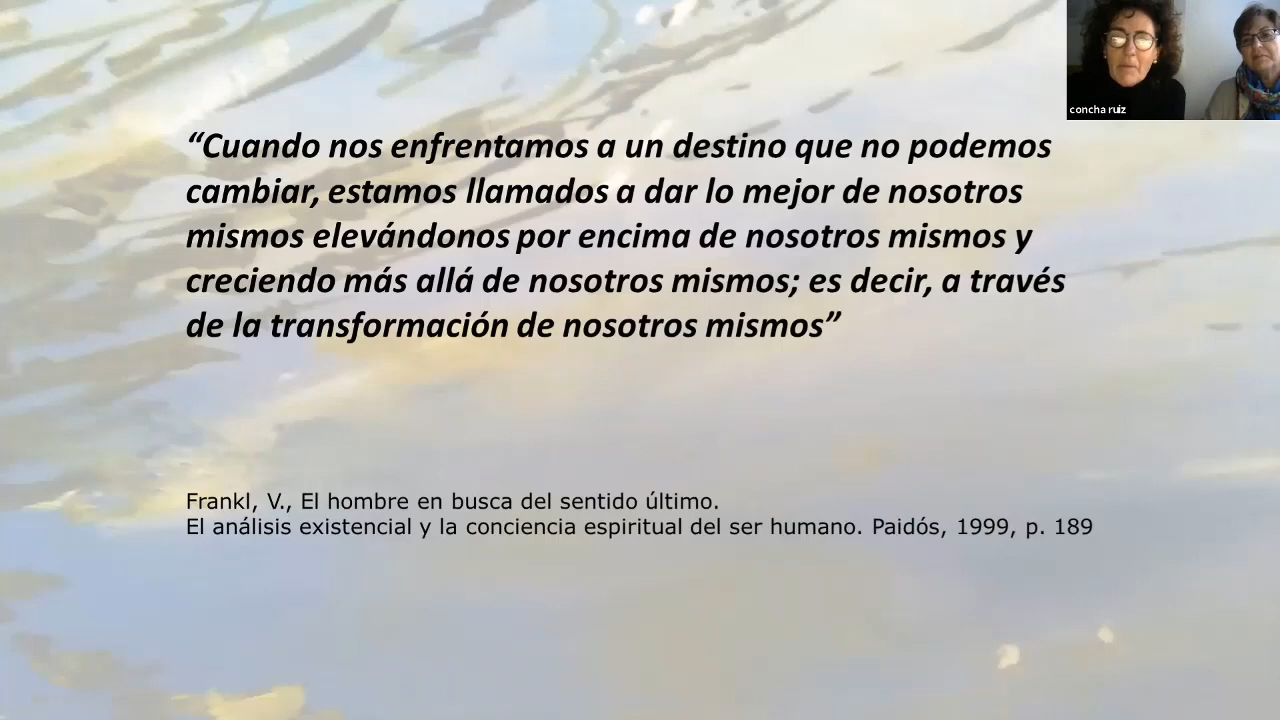 concha ruiz
“Cuando nos enfrentamos a un destino que no podemos
cambiar, estamos llamados a dar lo mejor de nosotros
mismos elevándonos por encima de nosotros mismos y
creciendo más allá de nosotros mismos; es decir, a través
de la transformación de nosotros mismos”
Frankl, V., El hombre en busca del sentido último.
El análisis existencial y la conciencia espiritual del ser humano. Paidós, 1999, p. 189